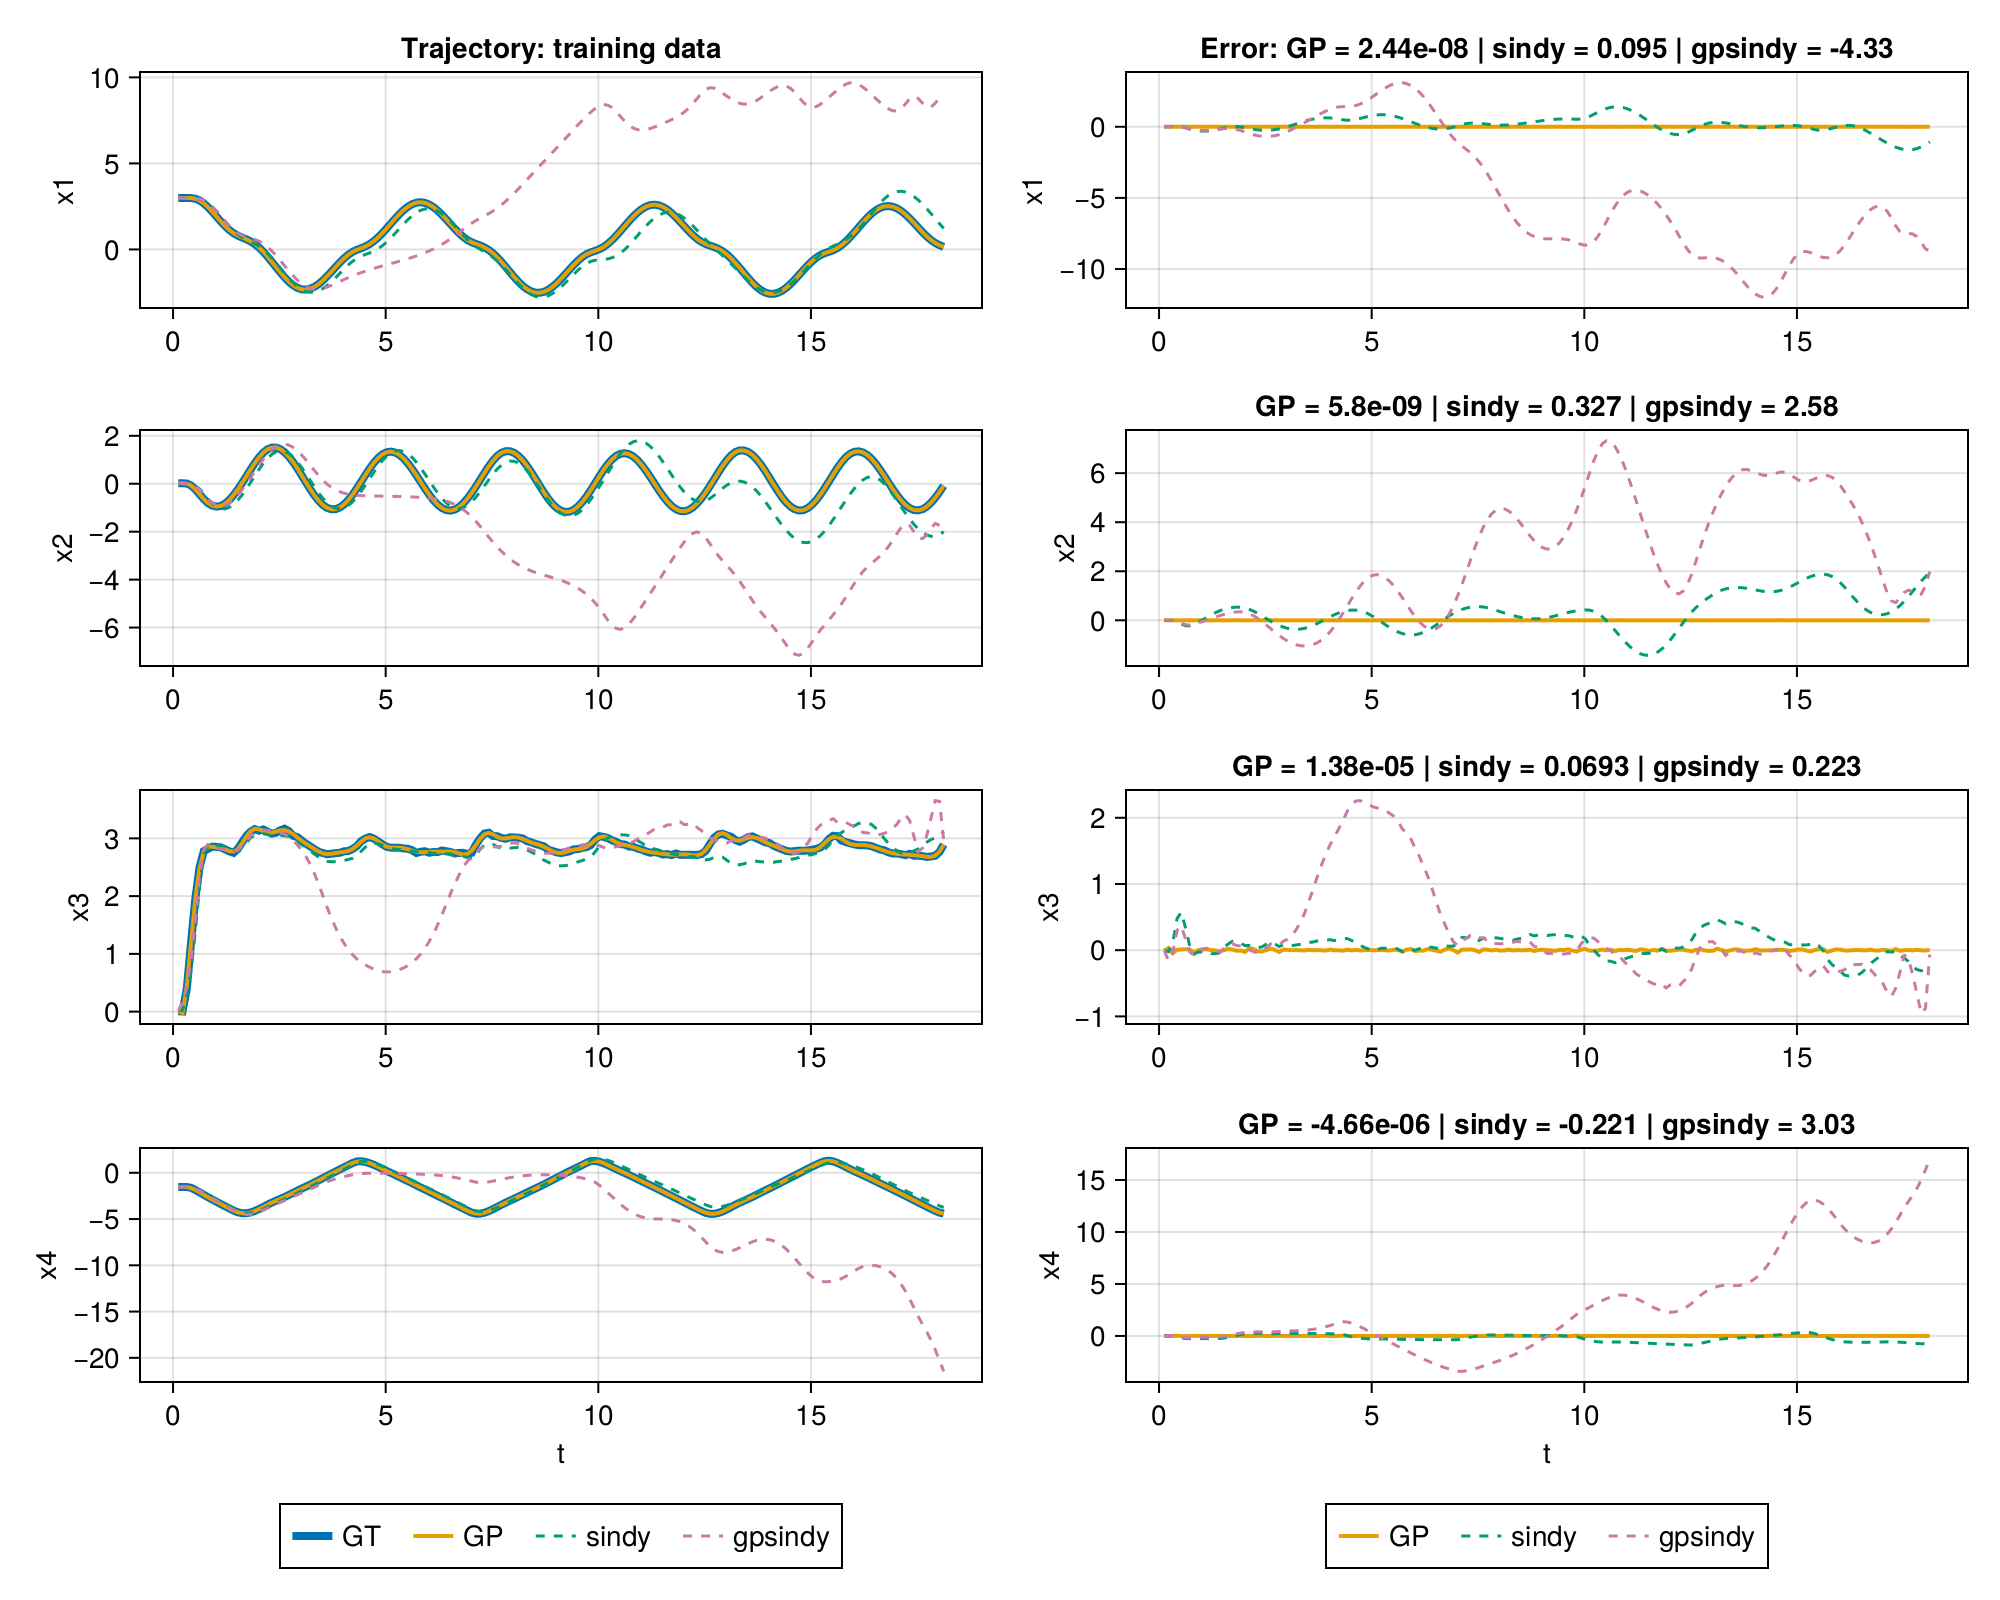 Trajectory: training data
10
5
0
x1
0 5 10 15
Error: GP = 2.44e-08 | sindy = 0.095 | gpsindy = -4.33
0
−5
−10
x1
0 5 10 15
2
0
−2
−4
−6
x2
0 5 10 15
GP = 5.8e-09 | sindy = 0.327 | gpsindy = 2.58
6
4
2
0
x2
0 5 10 15
3
2
1
0
x3
0 5 10 15
GP = 1.38e-05 | sindy = 0.0693 | gpsindy = 0.223
2
1
0
−1
x3
0 5 10 15
0
−5
−10
−15
−20
x4
0 5 10 15
t
GP = -4.66e-06 | sindy = -0.221 | gpsindy = 3.03
15
10
5
0
x4
0 5 10 15
t
GT GP sindy gpsindy
GP sindy gpsindy